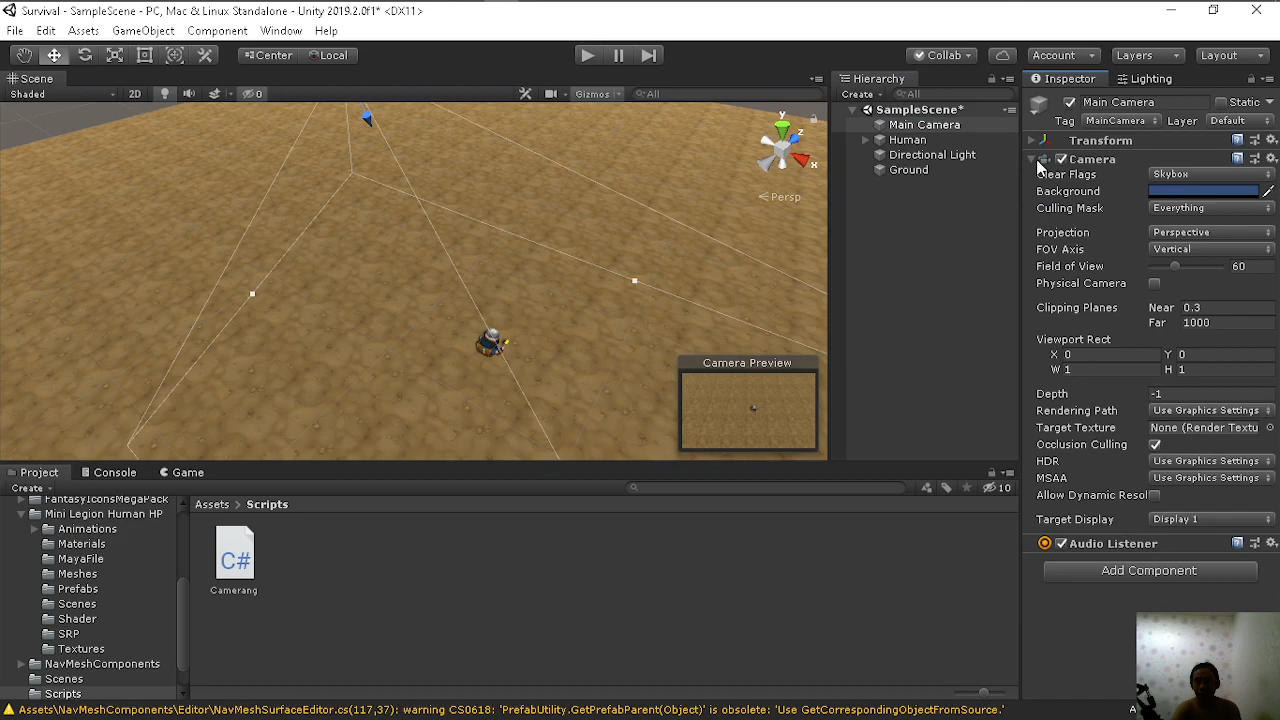 Survival - SampleScene - PC, Mac & Linux Standalone - Unity 2019.2.0f1* <DX11>
File Edit Assets GameObject Component Window Help
Center Local Collab Account Layers Layout
Scene
Shaded 2D 0 Gizmos All
y
z
x
Persp
Camera Preview
Hierarchy
Create All
SampleScene*
Main Camera
Human
Directional Light
Ground
Inspector Lighting
Main Camera Static
Tag MainCamera Layer Default
Transform
Camera
Clear Flags Skybox
Background
Culling Mask Everything
Projection Perspective
FOV Axis Vertical
Field of View 60
Physical Camera
Clipping Planes Near 0.3
Far 1000
Viewport Rect
X 0 Y 0
W 1 H 1
Depth -1
Rendering Path Use Graphics Settings
Target Texture None (Render Textu
Occlusion Culling
HDR Use Graphics Settings
MSAA Use Graphics Settings
Allow Dynamic Resol
Target Display Display 1
Audio Listener
Add Component
Project Console Game
Create 10
FantasyIconsMegaPack
Mini Legion Human HP
Animations
Materials
MayaFile
Meshes
Prefabs
Scenes
Shader
SRP
Textures
NavMeshComponents
Scenes
Scripts
Assets > Scripts
C#
Camerang
Assets\NavMeshComponents\Editor\NavMeshSurfaceEditor.cs(117,37): warning CS0618: 'PrefabUtility.GetPrefabParent(Object)' is obsolete: 'Use GetCorrespondingObjectFromSource.'